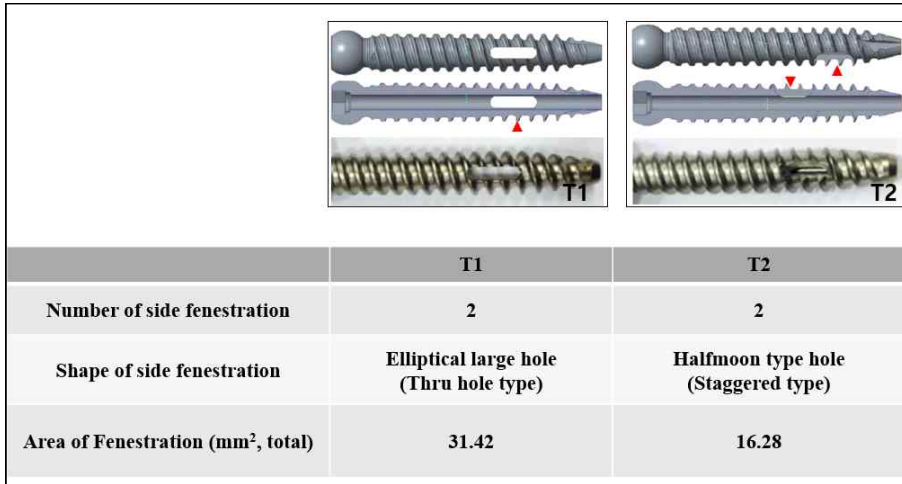 T1
T2
T1 T2
Number of side fenestration 2 2
Shape of side fenestration Elliptical large hole (Thru hole type) Halfmoon type hole (Staggered type)
Area of Fenestration (mm², total) 31.42 16.28